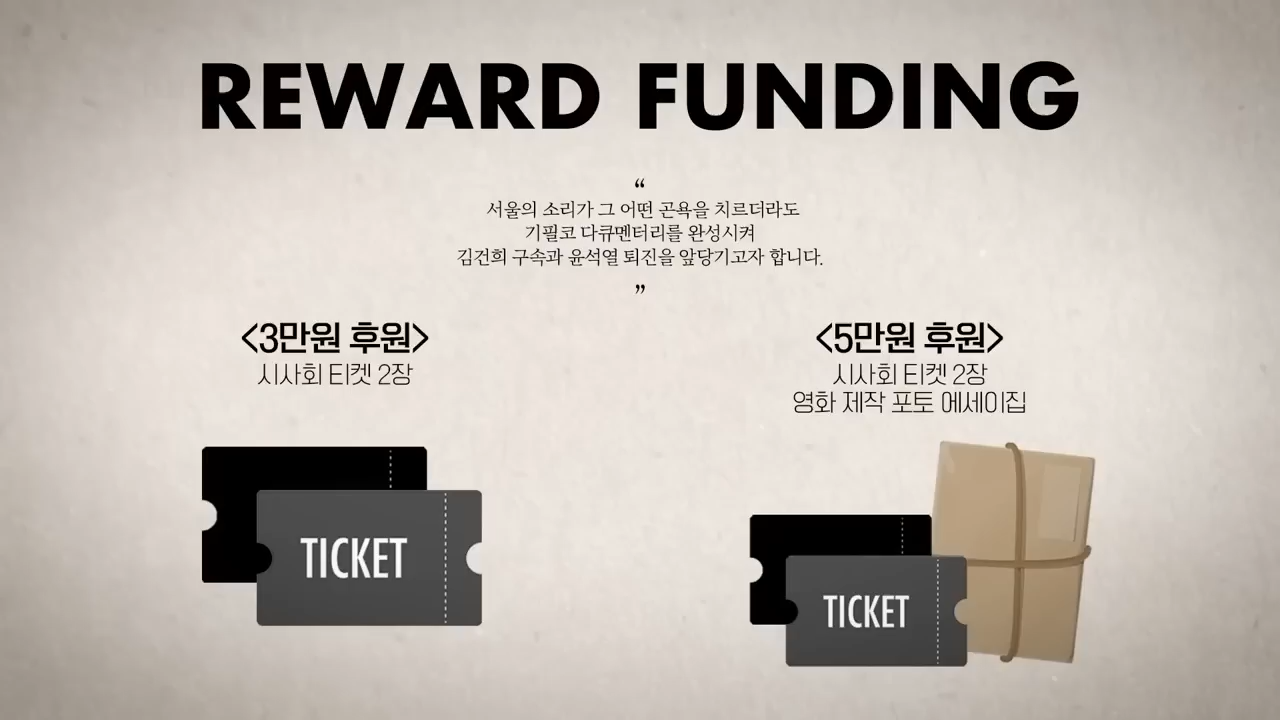 REWARD FUNDING
“
서울의 소리가 그 어떤 곤욕을 치르더라도
기필코 다큐멘터리를 완성시켜
김건희 구속과 윤석열 퇴진을 앞당기고자 합니다.
”
<3만원 후원>
시사회 티켓 2장
TICKET
<5만원 후원>
시사회 티켓 2장
영화 제작 포토 에세이집
TICKET